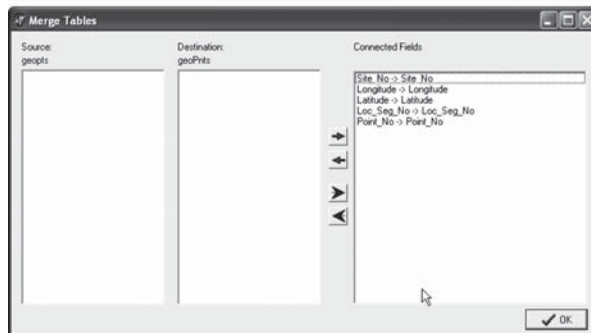 Merge Tables
Source:
geopts
Destination:
geoPnts
Connected Fields
Site_No -> Site_No
Longitude -> Longitude
Latitude -> Latitude
Loc_Seg_No -> Loc_Seg_No
Point_No -> Point_No
OK